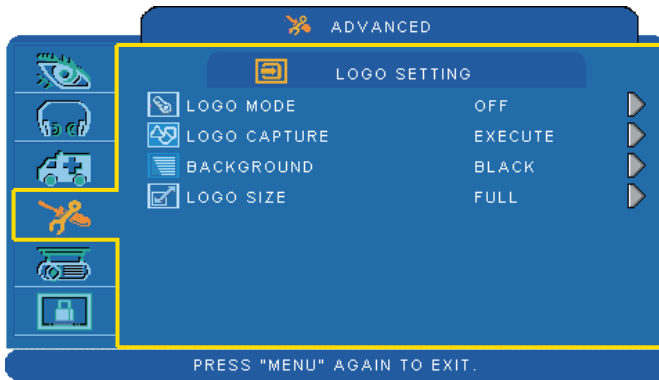 ADVANCED
LOGO SETTING
LOGO MODE OFF
LOGO CAPTURE EXECUTE
BACKGROUND BLACK
LOGO SIZE FULL
PRESS "MENU" AGAIN TO EXIT.